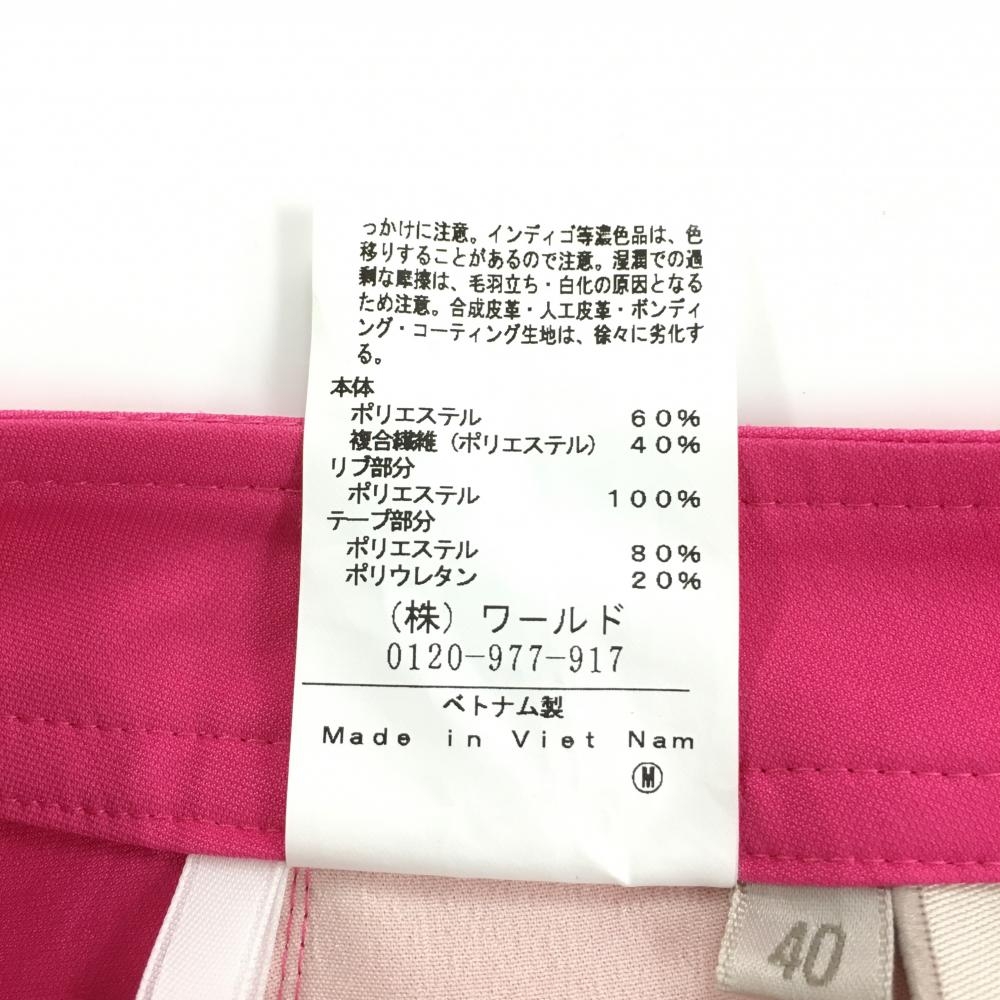 っかけに注意。インディゴ等濃色品は、色
移りすることがあるので注意。湿潤での過
剰な摩擦は、毛羽立ち・白化の原因となる
ため注意。合成皮革・人工皮革・ボンディ
ング・コーティング生地は、徐々に劣化す
る。
本体
ポリエステル 60%
複合繊維(ポリエステル) 40%
リブ部分
ポリエステル 100%
テープ部分
ポリエステル 80%
ポリウレタン 20%
(株)ワールド
0120-977-917
ベトナム製
Made in Viet Nam
Ⓜ
40